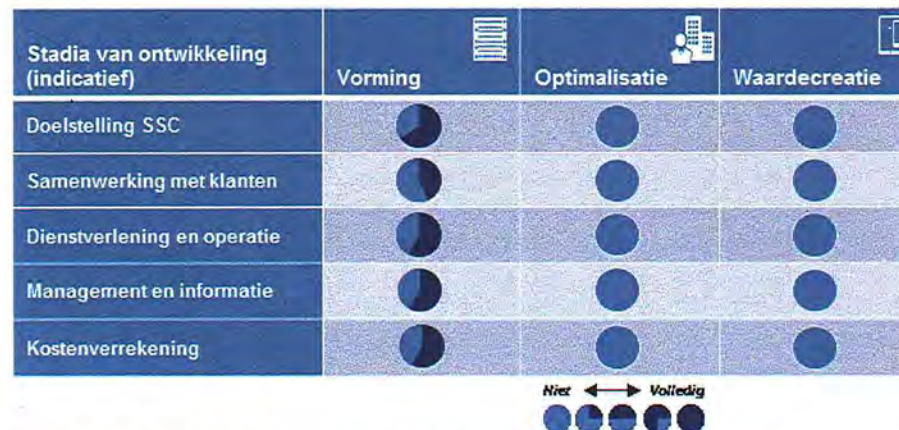 Stadia van ontwikkeling
(indicatief)
Vorming
Optimalisatie
Waardecreatie
Doelstelling SSC
Samenwerking met klanten
Dienstverlening en operatie
Management en informatie
Kostenverrekening
Niet
Volledig